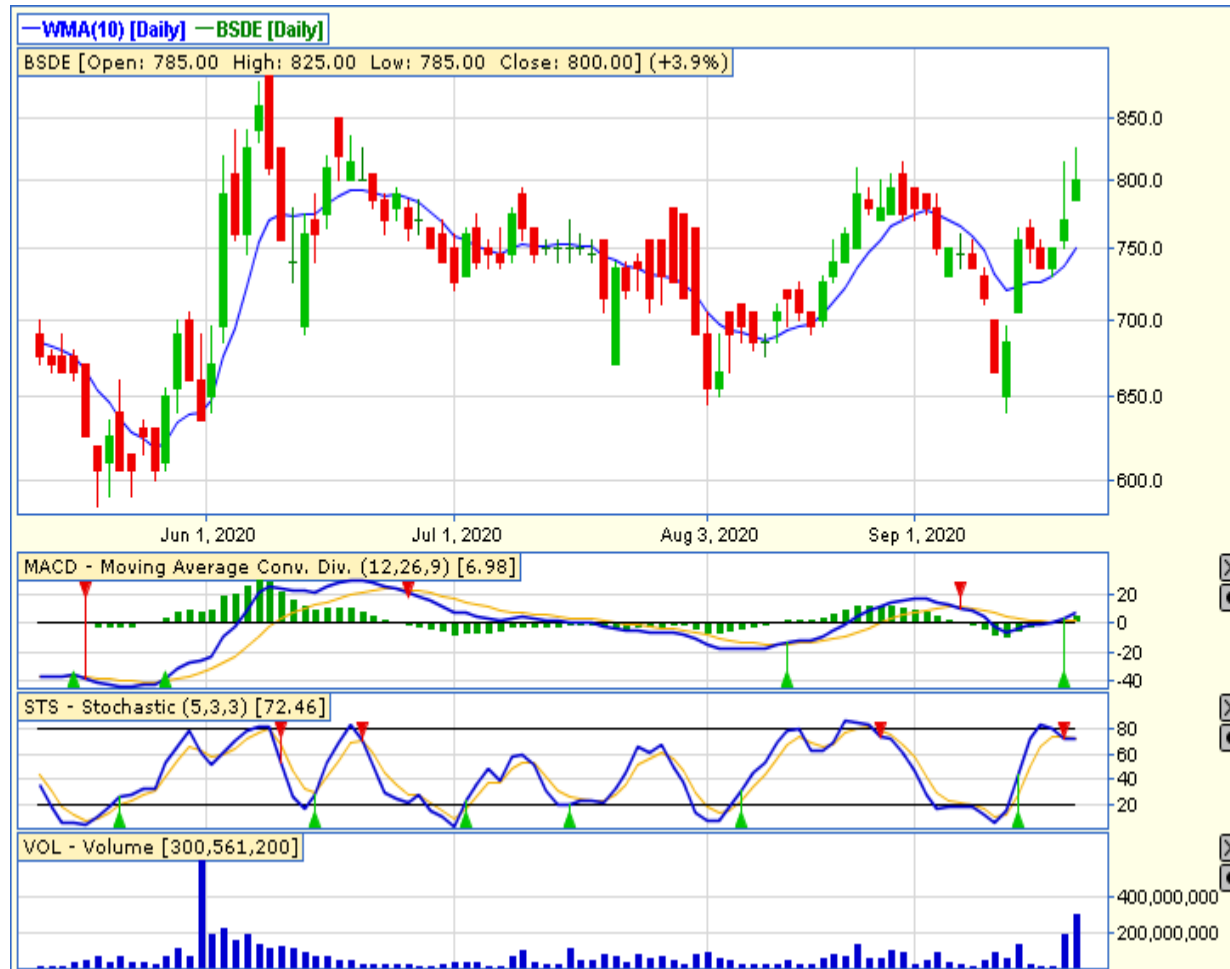 WMA(10) [Daily] BSDE [Daily]
BSDE [Open: 785.00 High: 825.00 Low: 785.00 Close: 800.00] (+3.9%)
850.0
800.0
750.0
700.0
650.0
600.0
Jun 1, 2020 Jul 1, 2020 Aug 3, 2020 Sep 1, 2020
MACD - Moving Average Conv. Div. (12,26,9) [6.98]
20
0
-20
-40
STS - Stochastic (5,3,3) [72.46]
80
60
40
20
VOL - Volume [300,561,200]
400,000,000
200,000,000